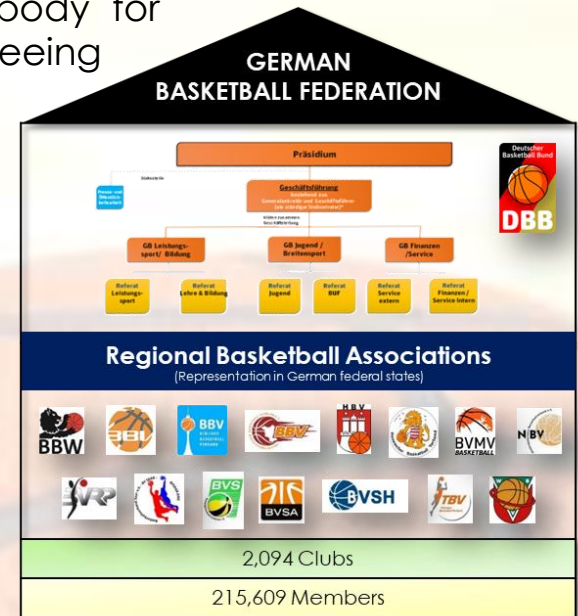 body for
eeing
GERMAN
BASKETBALL FEDERATION
Deutscher
Basketball Bund
DBB
Präsidium
Geschäftsführung
GB Leistungs-
sport/ Bildung
GB Jugend /
Breitensport
GB Finanzen
/Service
Referat
Leistungs-
sport
Referat
Lehre & Bildung
Referat
Jugend
Referat
Referat
Service
extern
Referat
Finanzen /
Service intern
Regional Basketball Associations
(Representation in German federal states)
BBW
BBV
BBV
HBV
BVMV
BASKETBALL
NBV
BVS
BVSA
BVSH
TBV
2,094 Clubs
215,609 Members